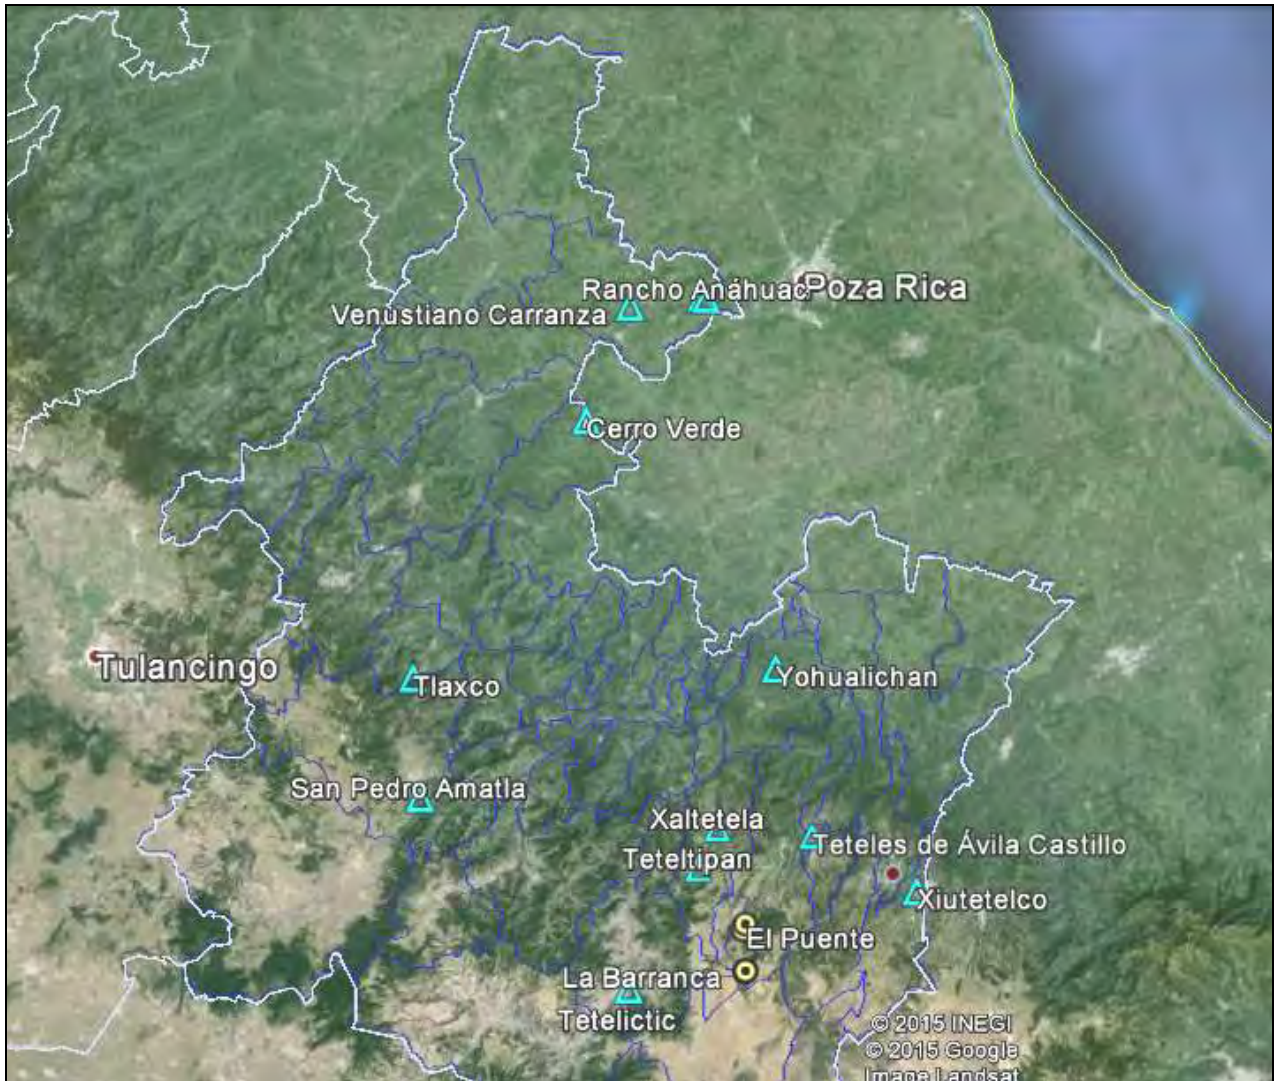 Rancho Anáhuac
Poza Rica
Venustiano Carranza
Cerro Verde
Tulancingo
Tlaxco
Yohualichan
San Pedro Amatla
Xaltetela
Teteles de Ávila Castillo
Teteltipan
Xiutetelco
El Puente
La Barranca
Tetelictic
© 2015 INEGI
© 2015 Google
Image Landsat